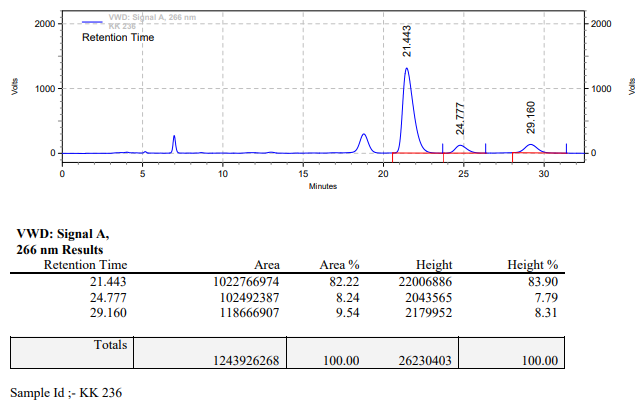 VWD: Signal A, 266 nm
KK 236
Retention Time
2000
1000
0
Volts
21.443
24.777
29.160
2000
1000
0
Volts
0 5 10 15 20 25 30
Minutes
VWD: Signal A,
266 nm Results
Retention Time Area Area % Height Height %
21.443 1022766974 82.22 22006886 83.90
24.777 102492387 8.24 2043565 7.79
29.160 118666907 9.54 2179952 8.31
Totals
1243926268 100.00 26230403 100.00
Sample Id ;- KK 236